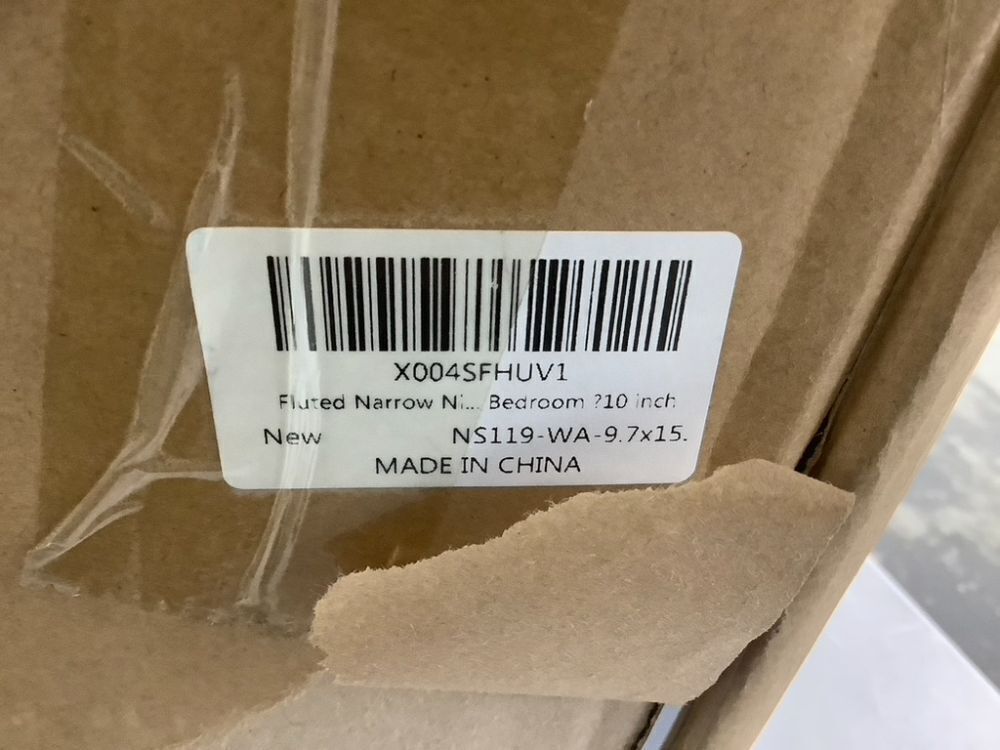 X004SFHUV1
Fluted Narrow Ni... Bedroom ?10 inch
New NS119-WA-9.7x15.
MADE IN CHINA